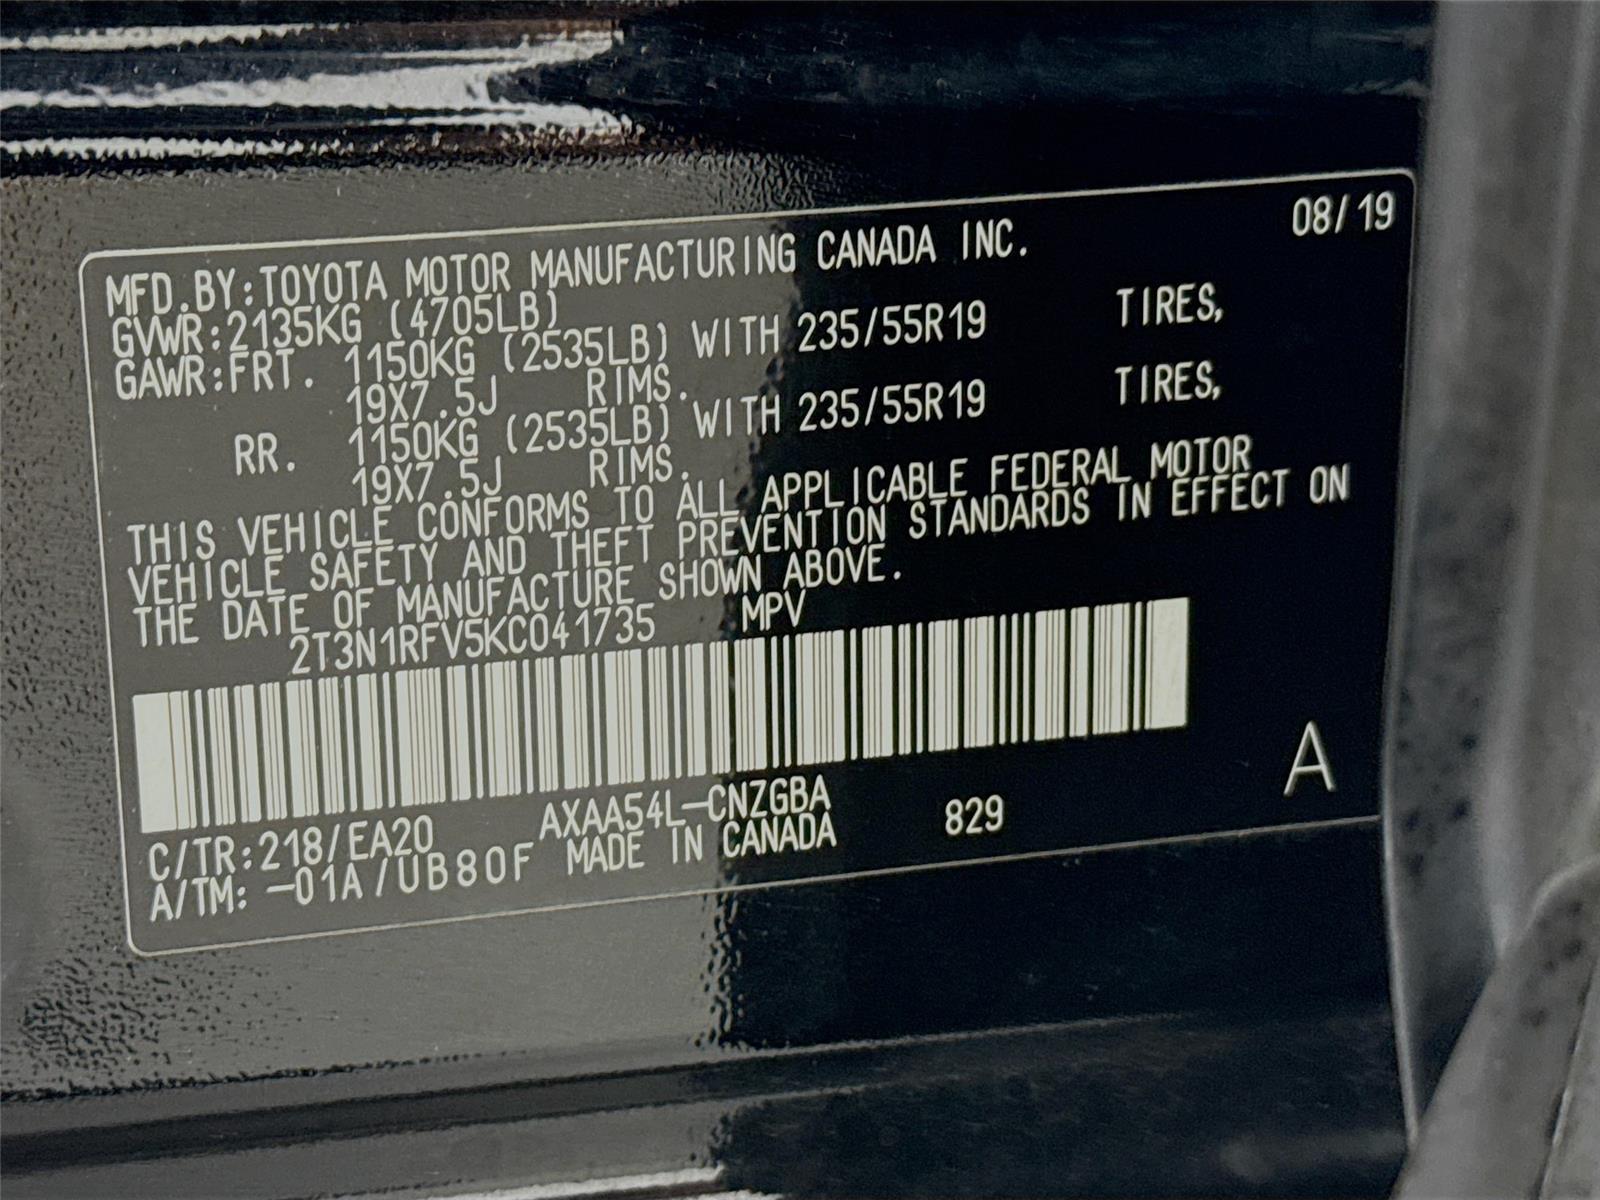 08/19
MFD.BY:TOYOTA MOTOR MANUFACTURING CANADA INC.
GVWR:2135KG (4705LB)
GAWR:FRT. 1150KG (2535LB) WITH 235/55R19 TIRES,
19X7.5J RIMS.
RR. 1150KG (2535LB) WITH 235/55R19 TIRES,
19X7.5J RIMS.
THIS VEHICLE CONFORMS TO ALL APPLICABLE FEDERAL MOTOR
VEHICLE SAFETY AND THEFT PREVENTION STANDARDS IN EFFECT ON
THE DATE OF MANUFACTURE SHOWN ABOVE.
2T3N1RFV5KC041735 MPV
C/TR:218/EA20 AXAA54L-CNZGBA 829 A
A/TM:-01A/UB80F MADE IN CANADA